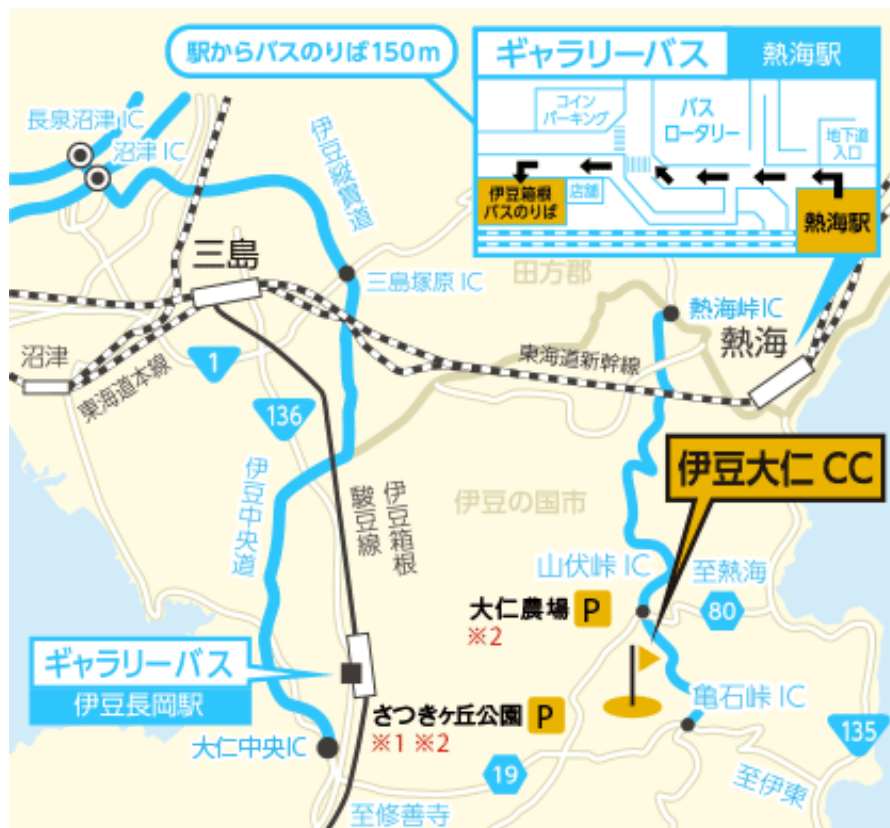 駅からバスのりば150m
ギャラリーバス
熱海駅
コイン
パーキング
バス
ロータリー
地下道
入口
伊豆箱根
バスのりば
店舗
熱海駅
長泉沼津IC
沼津IC
伊豆縦貫道
三島
三島塚原IC
田方郡
熱海峠IC
熱海
沼津
東海道本線
1
東海道新幹線
136
伊豆中央道
伊豆箱根
駿豆線
伊豆の国市
伊豆大仁CC
山伏峠IC
至熱海
80
大仁農場 P
※2
ギャラリーバス
伊豆長岡駅
さつきヶ丘公園 P
※1 ※2
亀石峠IC
大仁中央IC
19
135
至伊東
至修善寺